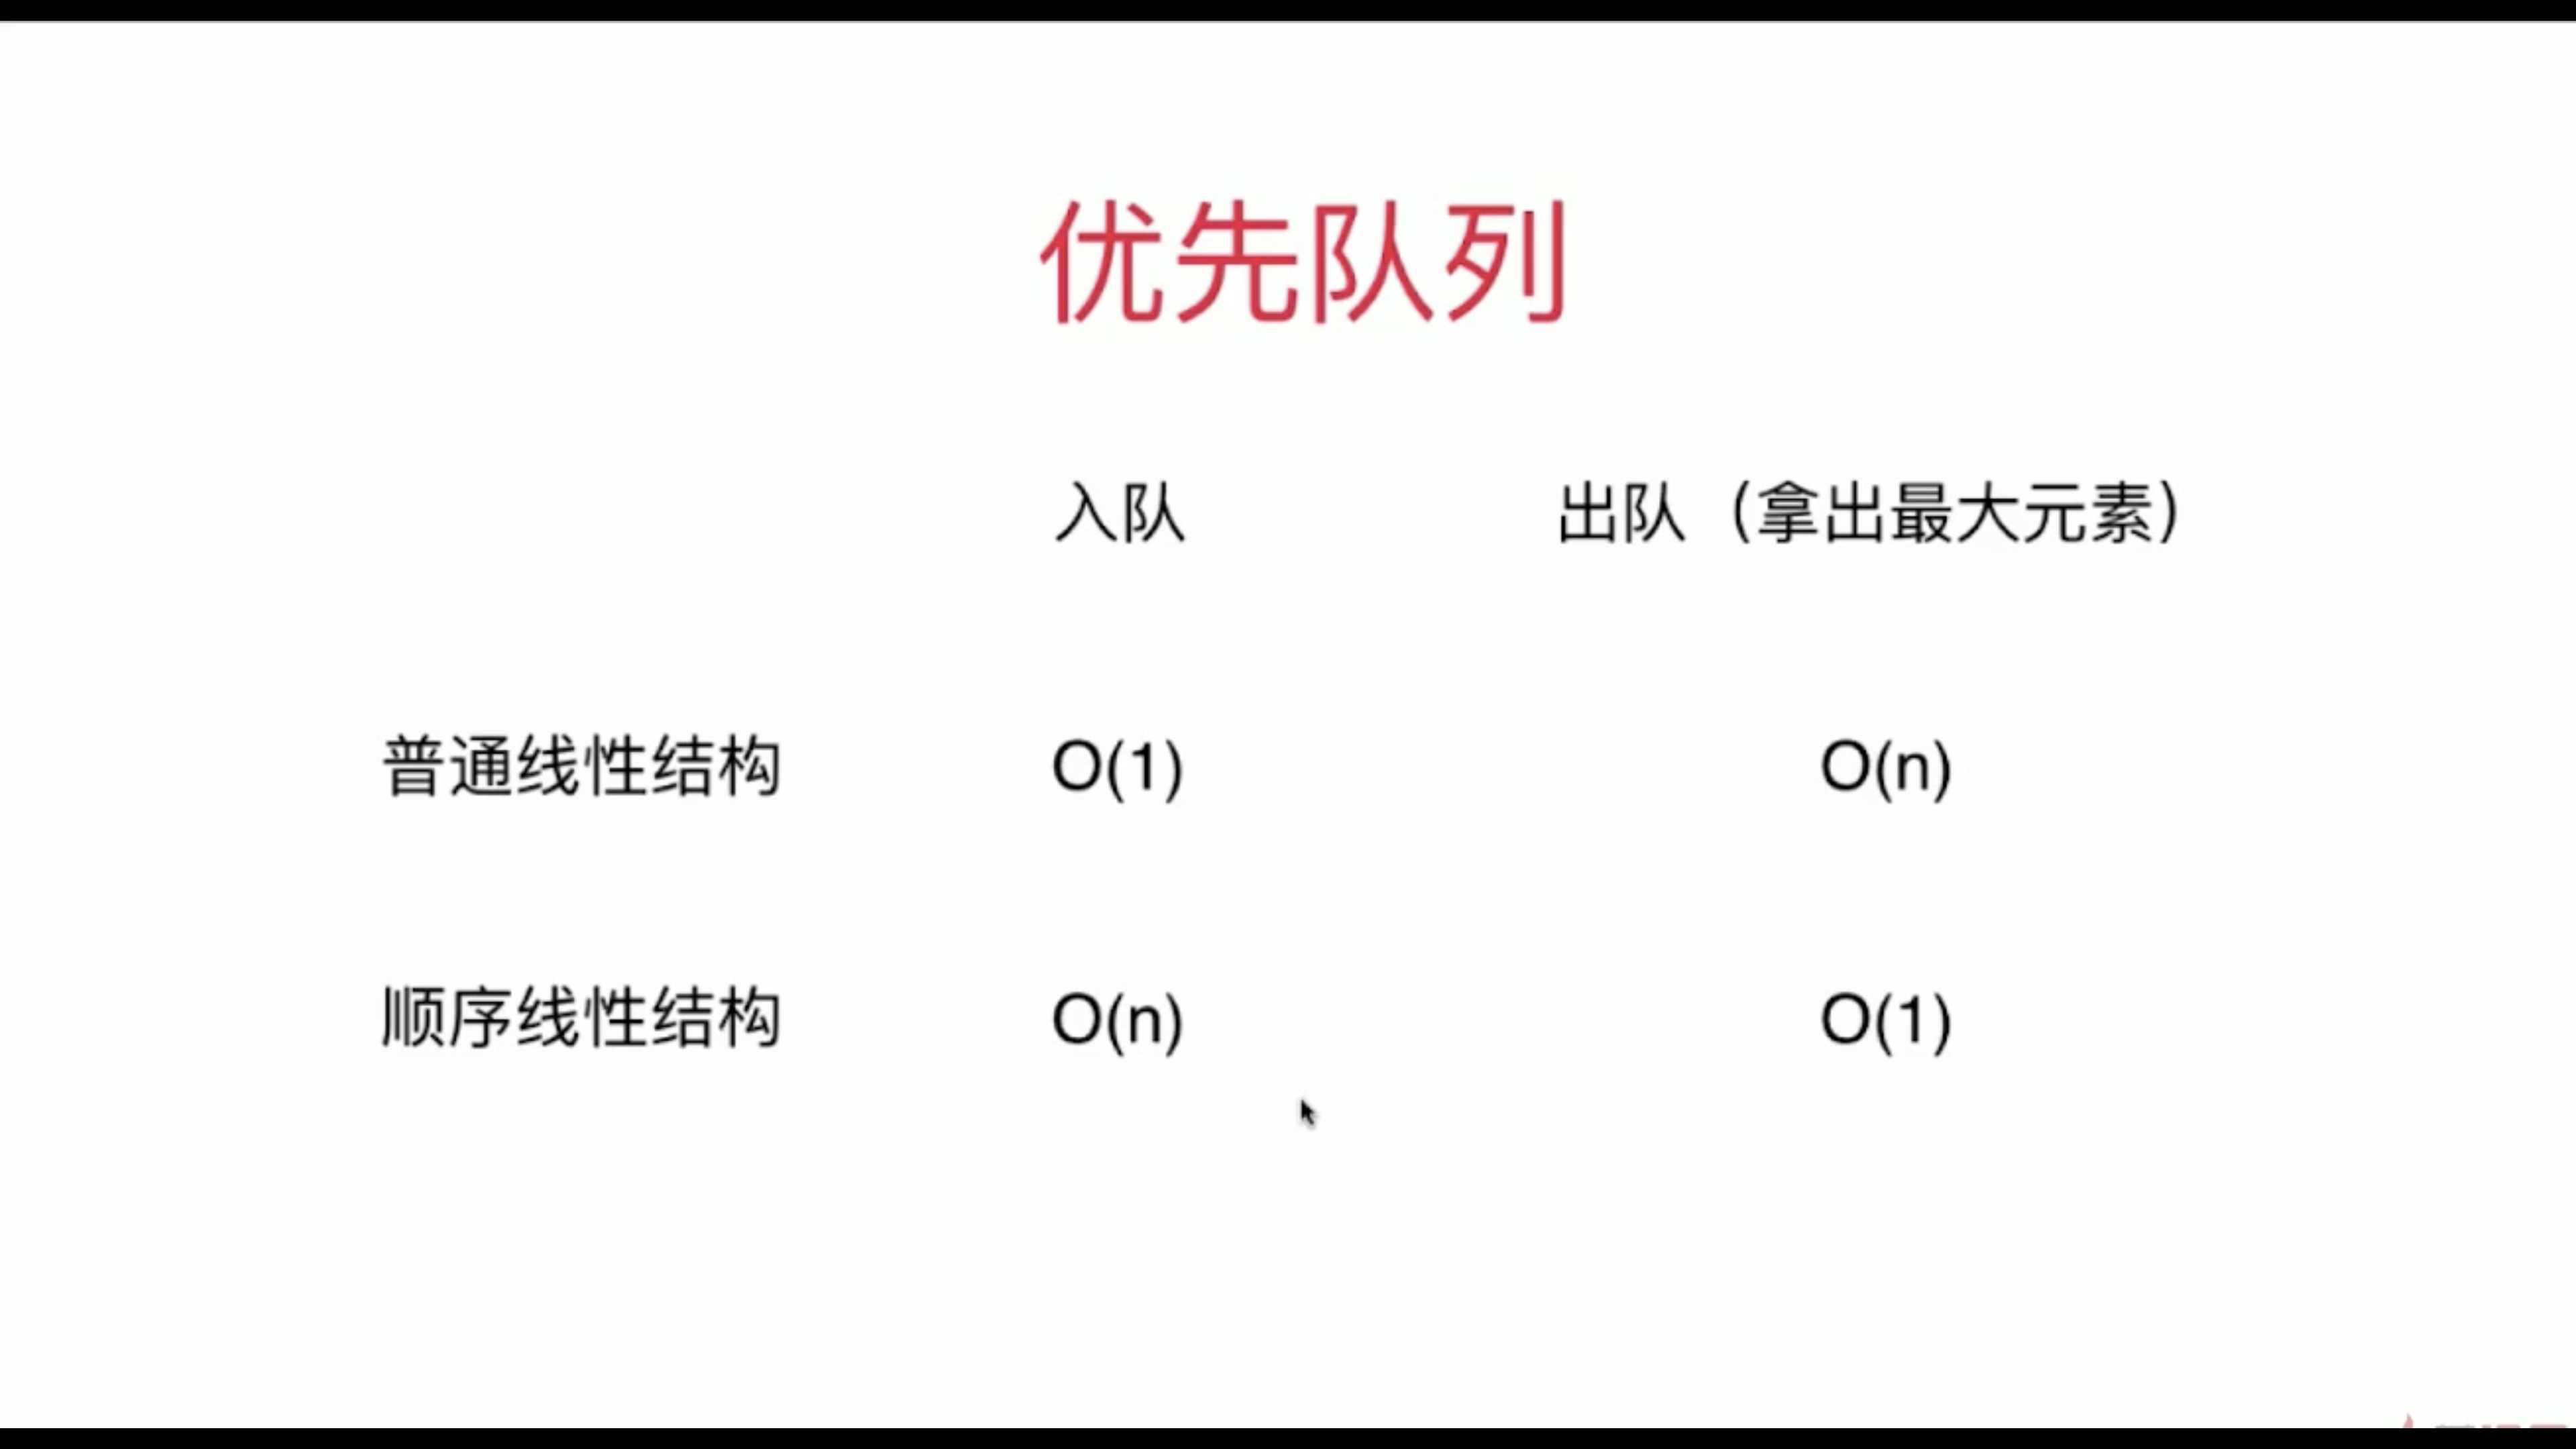 优先队列
入队 出队（拿出最大元素）
普通线性结构 O(1) O(n)
顺序线性结构 O(n) O(1)